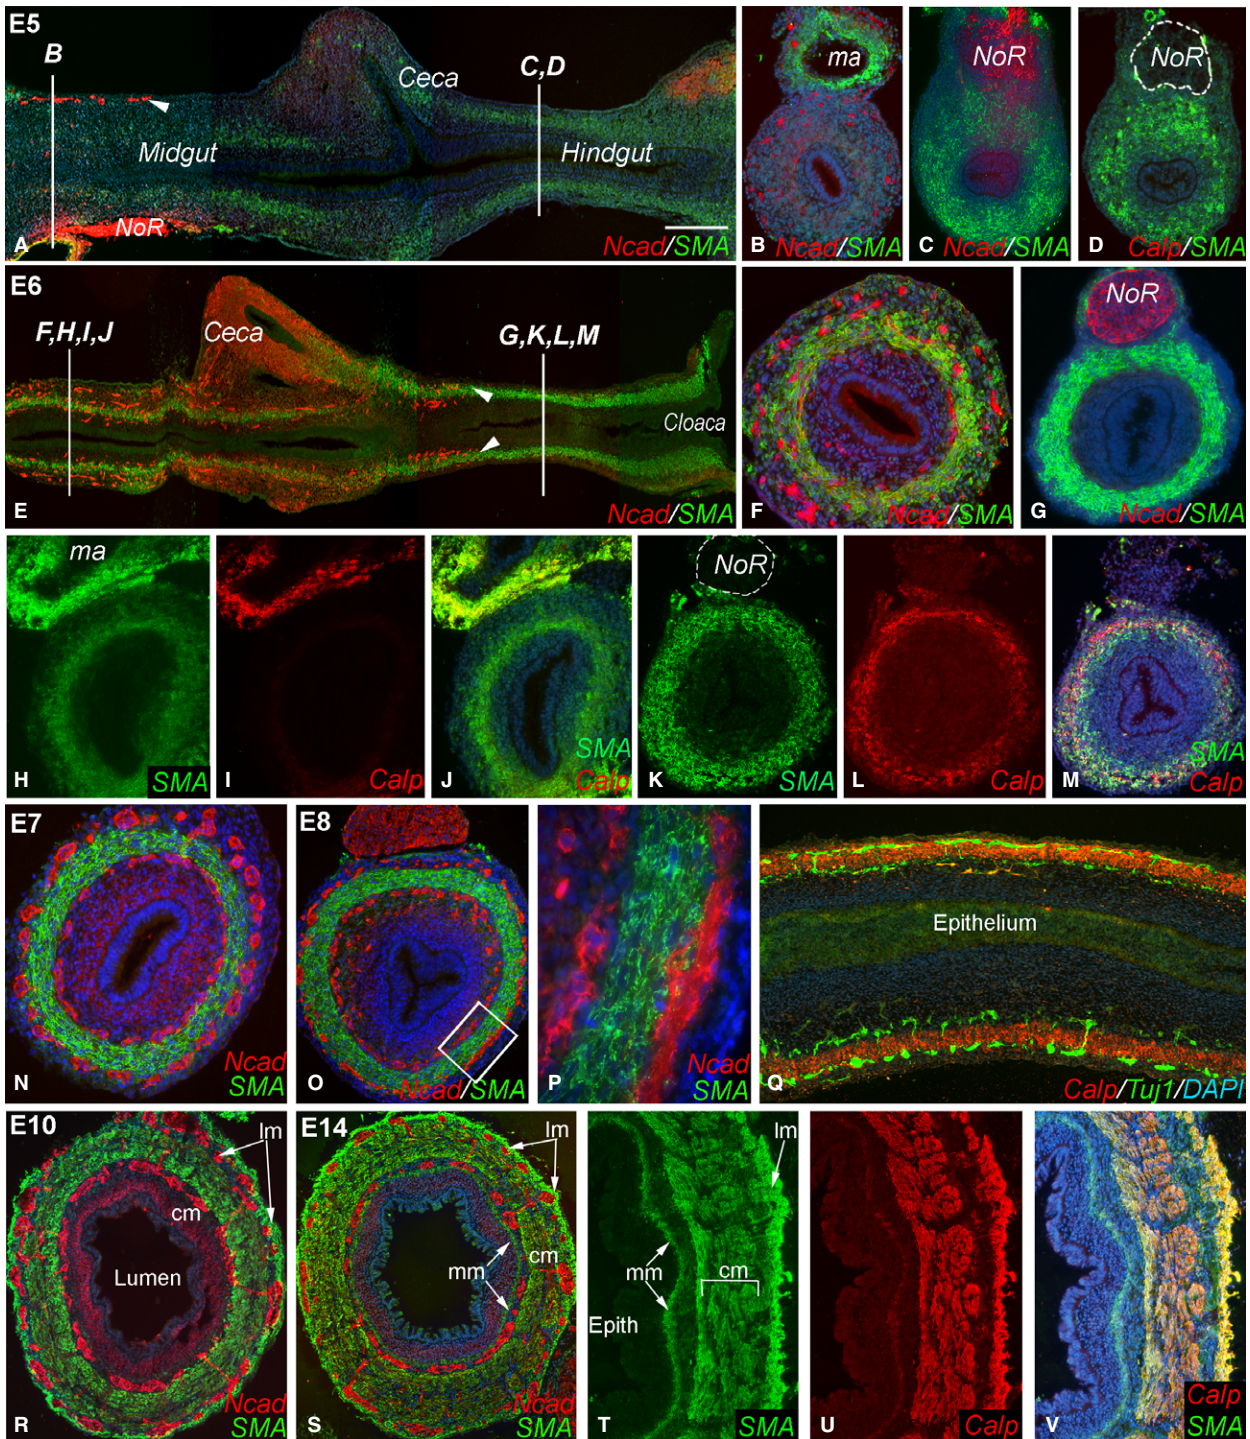 E5
B
Ceca
C,D
Midgut
Hindgut
NoR
A
Ncad/SMA
ma
B
Ncad/SMA
NoR
C
Ncad/SMA
NoR
D
Calp/SMA
E6
F,H,I,J
Ceca
G,K,L,M
Cloaca
E
Ncad/SMA
F
Ncad/SMA
NoR
G
Ncad/SMA
ma
H
SMA
I
Calp
J
SMA
Calp
NoR
K
SMA
L
Calp
M
SMA
Calp
E7
N
Ncad
SMA
E8
O
Ncad/SMA
P
Ncad
SMA
Epithelium
Q
Calp/Tuj1/DAPI
E10
lm
cm
Lumen
R
Ncad
SMA
E14
lm
cm
mm
S
Ncad
SMA
lm
cm
mm
Epith
T
SMA
U
Calp
V
Calp
SMA